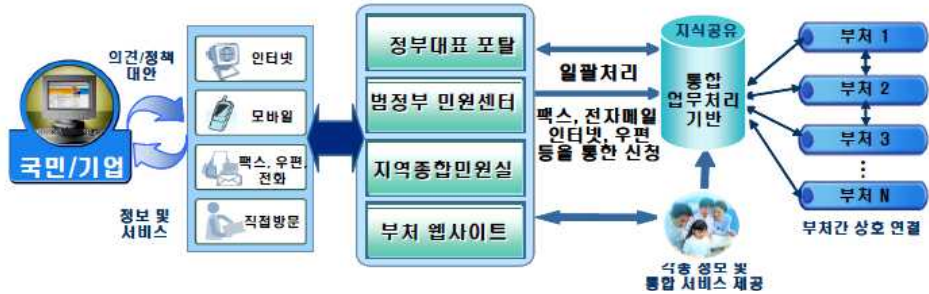 의견/정책
대안
국민/기업
정보 및
서비스
인터넷
모바일
팩스, 우편,
전화
직접방문
정부대표 포탈
범정부 민원센터
지역종합민원실
부처 웹사이트
일괄처리
팩스, 전자메일
인터넷, 우편
등을 통한 신청
지식공유
통합
업무처리
기반
각종 정보 및
통합 서비스 제공
부처 1
부처 2
부처 3
⋮
부처 N
부처간 상호 연결